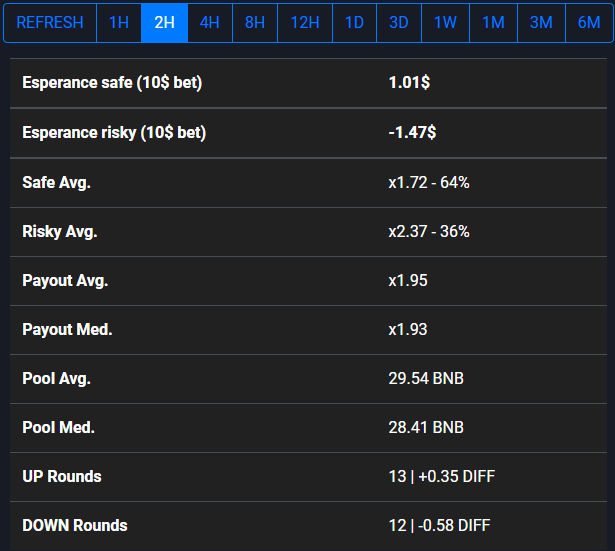 REFRESH 1H 2H 4H 8H 12H 1D 3D 1W 1M 3M 6M
Esperance safe (10$ bet) 1.01$
Esperance risky (10$ bet) -1.47$
Safe Avg. x1.72 - 64%
Risky Avg. x2.37 - 36%
Payout Avg. x1.95
Payout Med. x1.93
Pool Avg. 29.54 BNB
Pool Med. 28.41 BNB
UP Rounds 13 | +0.35 DIFF
DOWN Rounds 12 | -0.58 DIFF